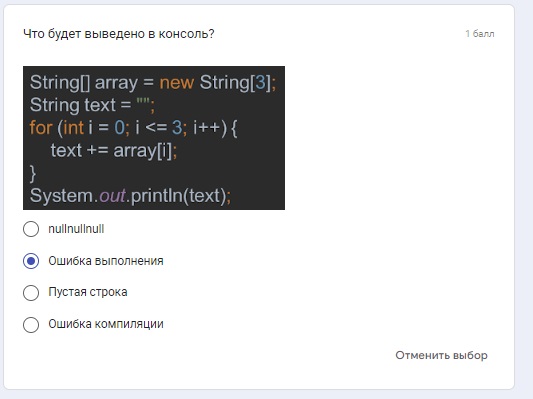 Что будет выведено в консоль?
1 балл
String[] array = new String[3];
String text = "";
for (int i = 0; i <= 3; i++) {
text += array[i];
}
System.out.println(text);
nullnullnull
Ошибка выполнения
Пустая строка
Ошибка компиляции
Отменить выбор